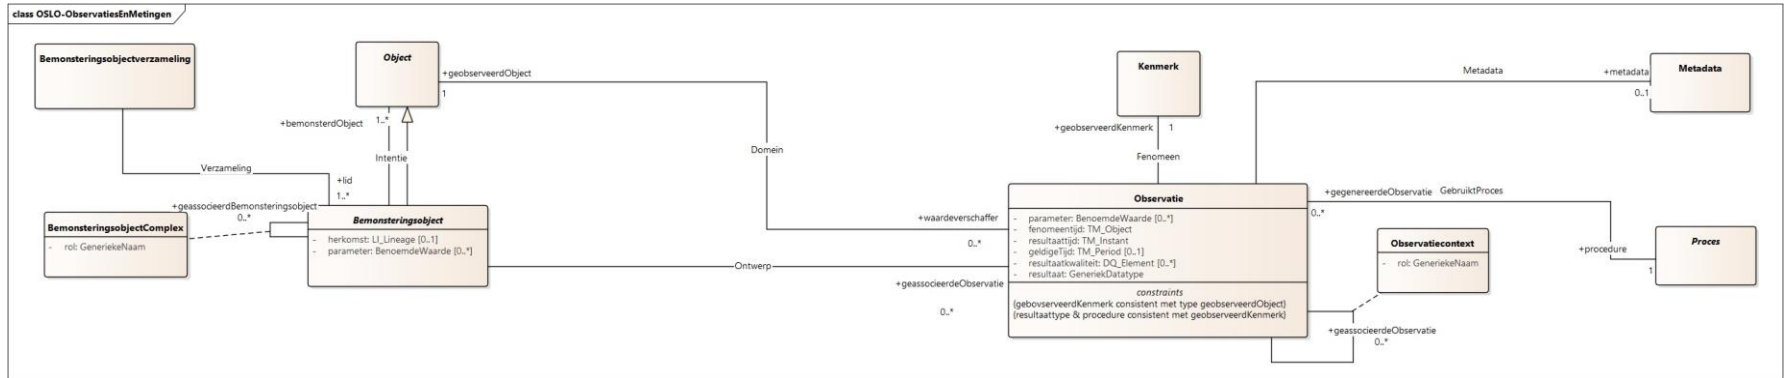 class OSLO-ObservatiesEnMetingen
Bemonsteringsobjectverzameling
Object
+geobserveerdObject
1
Kenmerk
Metadata
+metadata
0..1
Metadata
+bemonsterdObject
1..*
+geobserveerdKenmerk
1
Intentie
Domein
Fenomeen
Verzameling
+lid
1..*
+geassocieerdBemonsteringsobject
0..*
BemonsteringsobjectComplex
- rol: GeneriekeNaam
Bemonsteringsobject
- herkomst: LI_Lineage [0..1]
- parameter: BenoemdeWaarde [0..*]
Ontwerp
+waardeverschaffer
0..*
+geassocieerdeObservatie
0..*
Observatie
- parameter: BenoemdeWaarde [0..*]
- fenomeentijd: TM_Object
- resultaattijd: TM_Instant
- geldigeTijd: TM_Period [0..1]
- resultaatkwaliteit: DQ_Element [0..*]
- resultaat: GeneriekDatatype
constraints
{gebovserveerdKenmerk consistent met type geobserveerdObject}
{resultaattype & procedure consistent met geobserveerdKenmerk}
+gegenereerdeObservatie
GebruiktProces
0..*
+procedure
1
Proces
Observatiecontext
- rol: GeneriekeNaam
+geassocieerdeObservatie
0..*